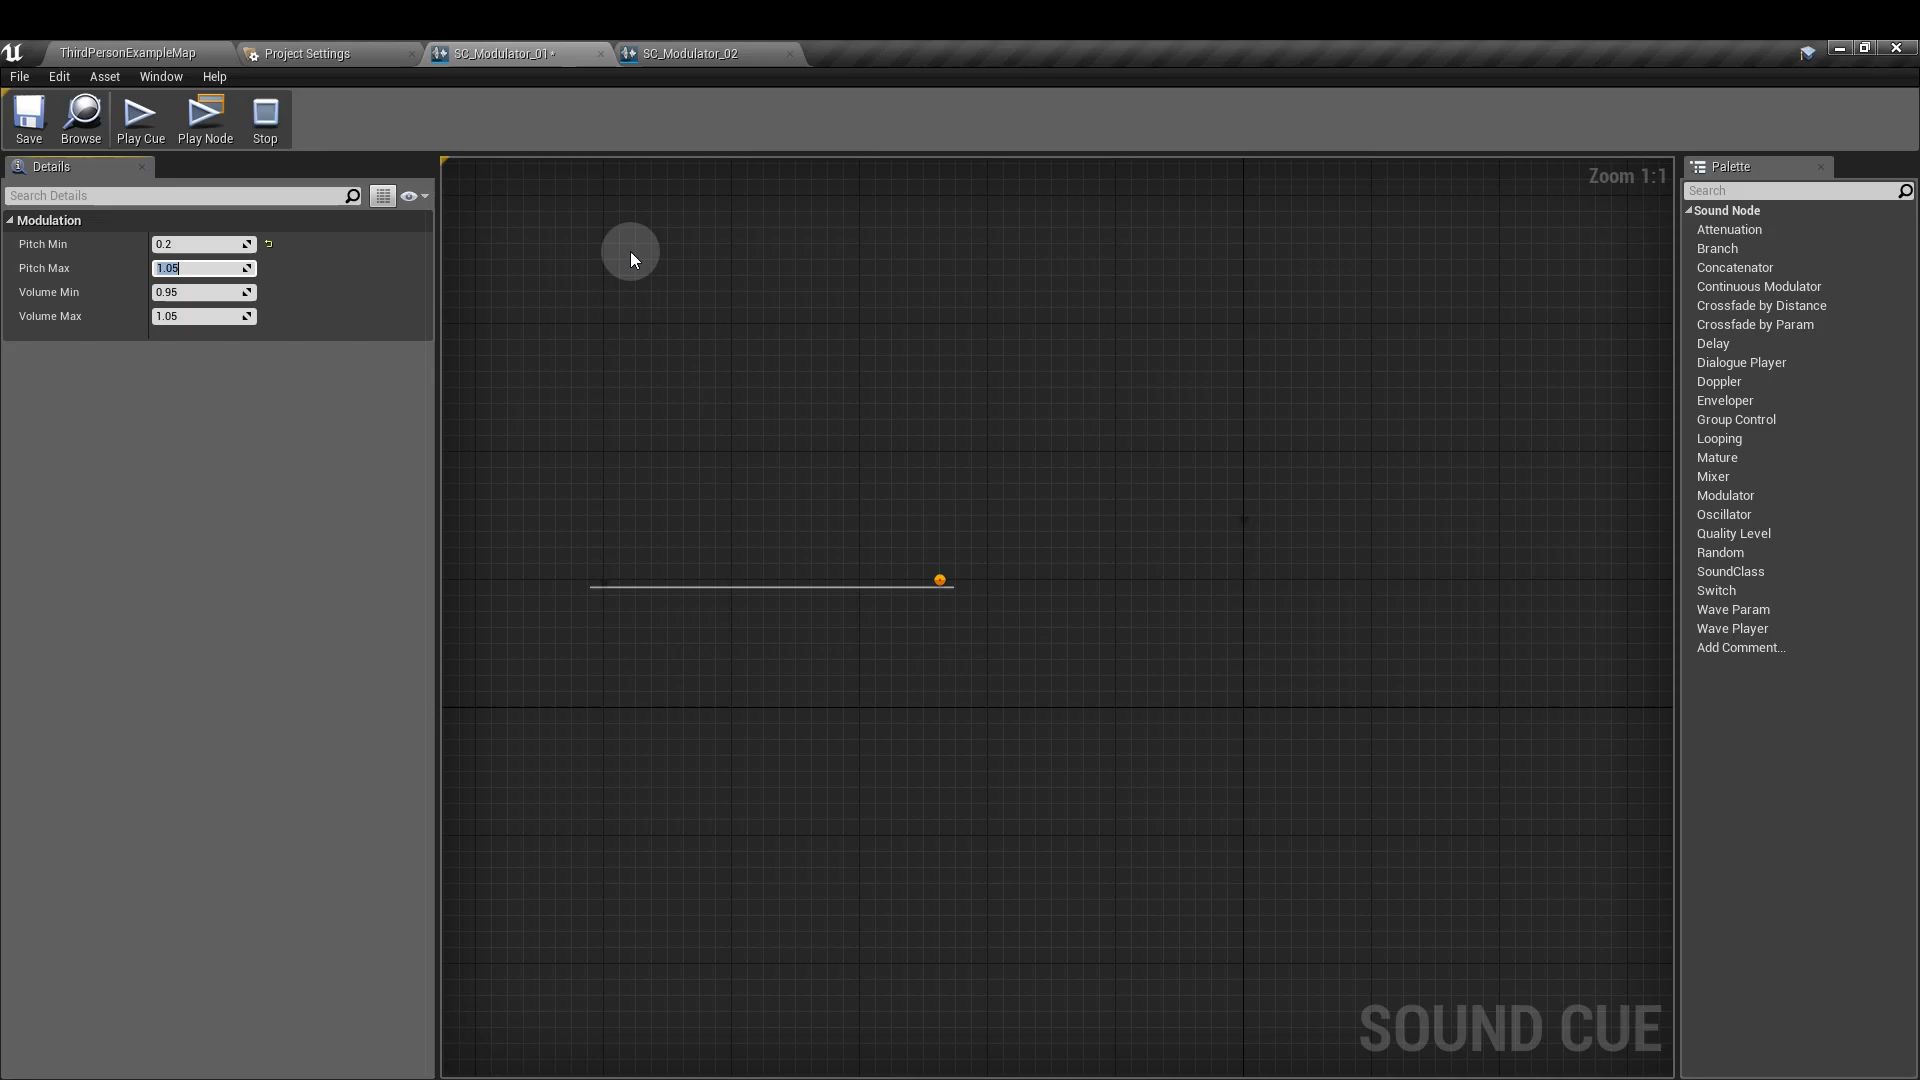 ThirdPersonExampleMap
Project Settings
SC_Modulator_01*
SC_Modulator_02
File Edit Asset Window Help
Save Browse Play Cue Play Node Stop
Details
Search Details
Modulation
Pitch Min 0.2
Pitch Max 1.05
Volume Min 0.95
Volume Max 1.05
Zoom 1:1
SOUND CUE
Palette
Search
Sound Node
Attenuation
Branch
Concatenator
Continuous Modulator
Crossfade by Distance
Crossfade by Param
Delay
Dialogue Player
Doppler
Enveloper
Group Control
Looping
Mature
Mixer
Modulator
Oscillator
Quality Level
Random
SoundClass
Switch
Wave Param
Wave Player
Add Comment...